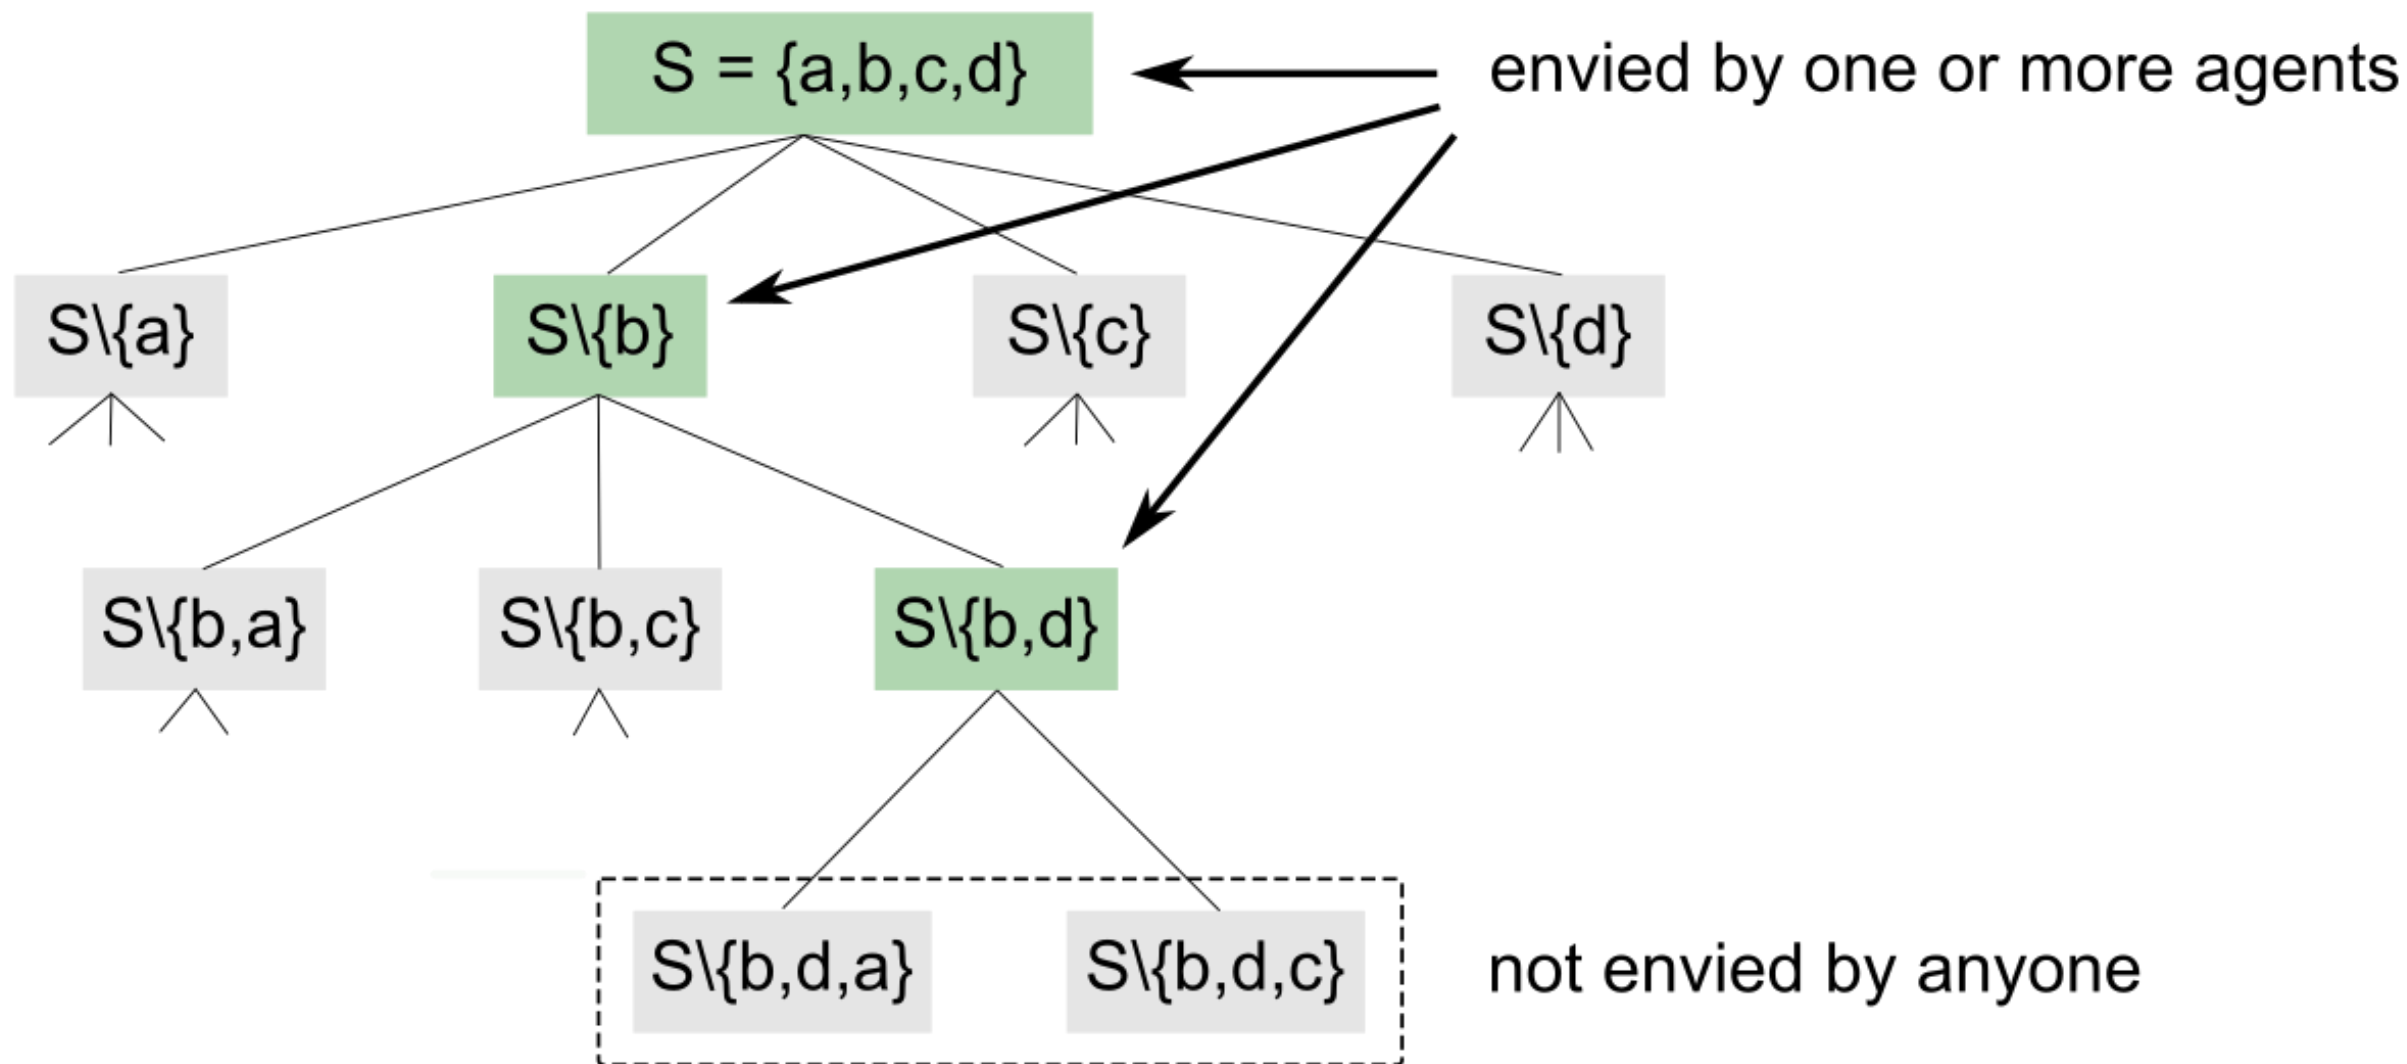 S = {a,b,c,d}
envied by one or more agents
S\{a}
S\{b}
S\{c}
S\{d}
S\{b,a}
S\{b,c}
S\{b,d}
S\{b,d,a}
S\{b,d,c}
not envied by anyone